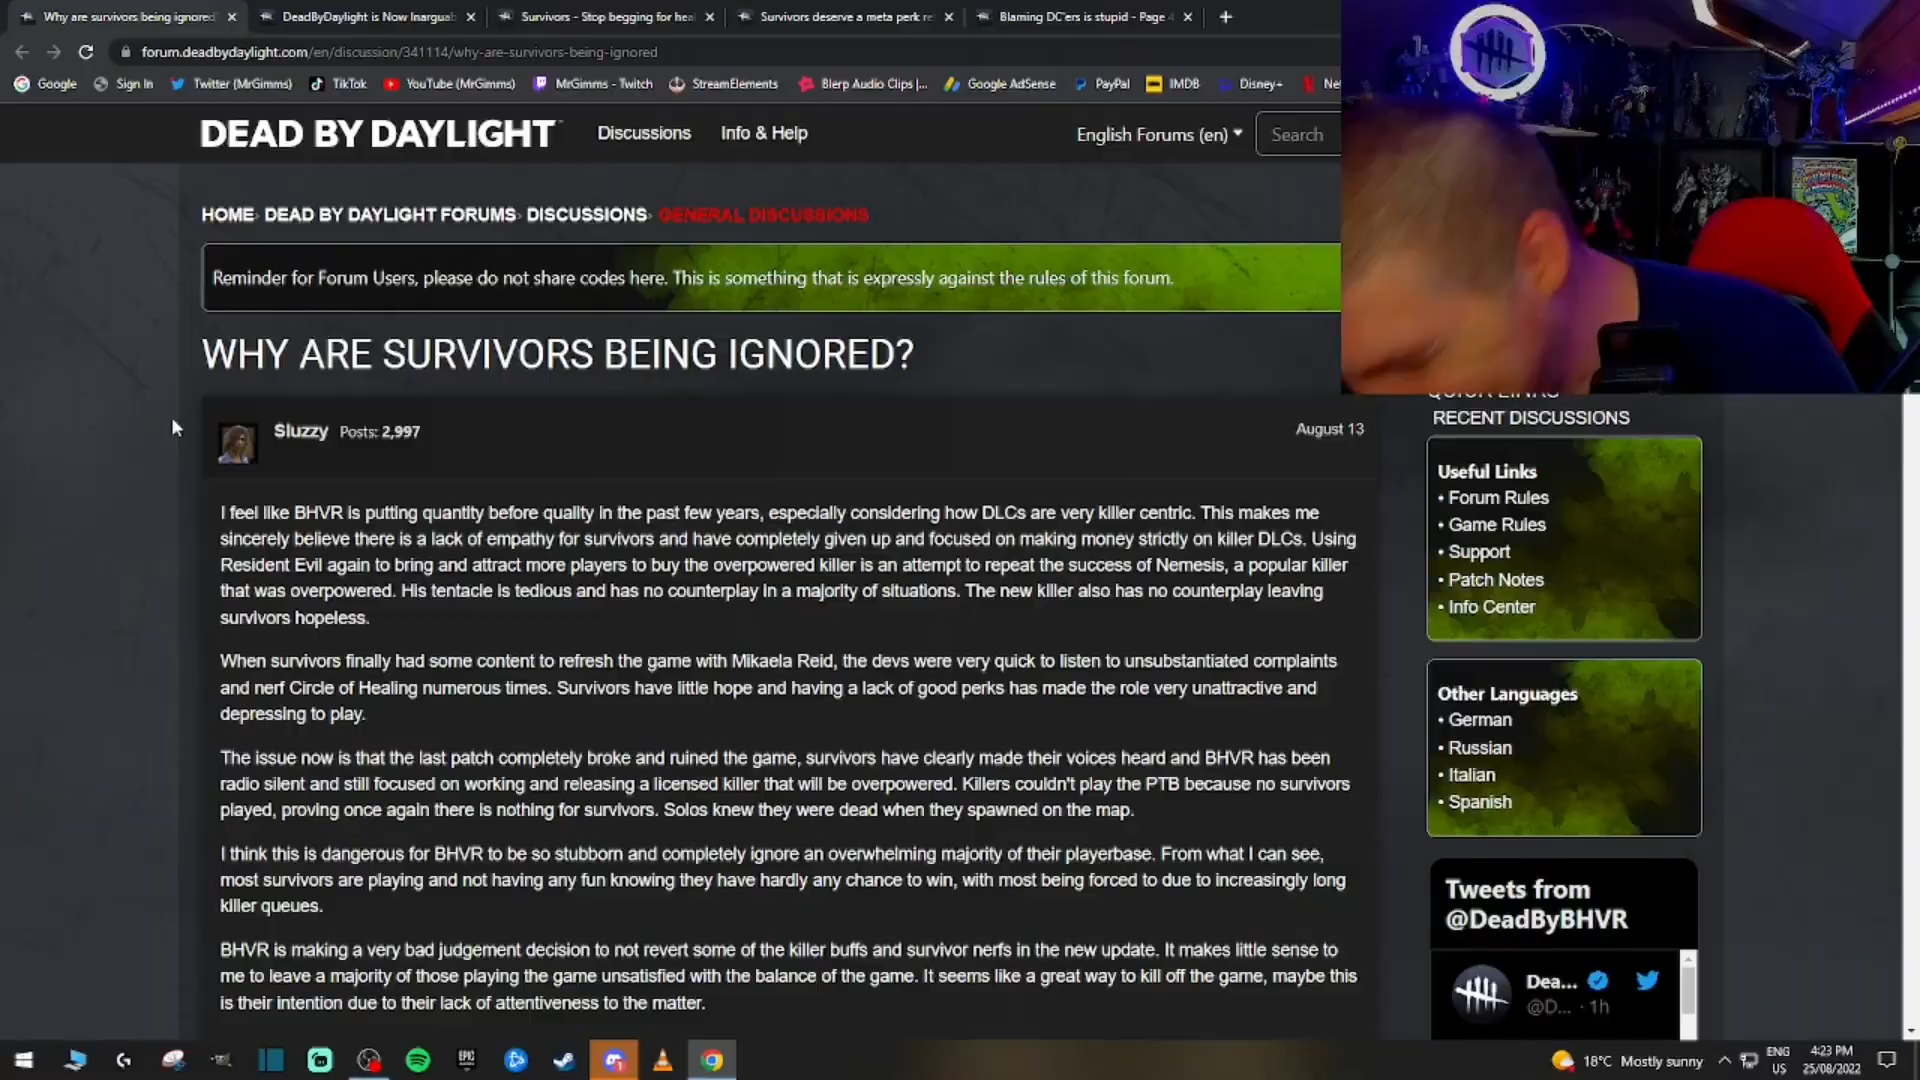 Why are survivors being ignored
DeadByDaylight is Now Inarguab
Survivors - Stop begging for hea
Survivors deserve a meta perk re
Blaming DC'ers is stupid - Page 4
forum.deadbydaylight.com/en/discussion/341114/why-are-survivors-being-ignored
Google
Sign In
Twitter (MrGimms)
TikTok
YouTube (MrGimms)
MrGimms - Twitch
StreamElements
Blerp Audio Clips |...
Google AdSense
PayPal
IMDB
Disney+
Ne
DEAD BY DAYLIGHT
Discussions
Info & Help
English Forums (en)
Search
HOME› DEAD BY DAYLIGHT FORUMS› DISCUSSIONS› GENERAL DISCUSSIONS
Reminder for Forum Users, please do not share codes here. This is something that is expressly against the rules of this forum.
WHY ARE SURVIVORS BEING IGNORED?
Sluzzy Posts: 2,997
August 13
I feel like BHVR is putting quantity before quality in the past few years, especially considering how DLCs are very killer centric. This makes me
sincerely believe there is a lack of empathy for survivors and have completely given up and focused on making money strictly on killer DLCs. Using
Resident Evil again to bring and attract more players to buy the overpowered killer is an attempt to repeat the success of Nemesis, a popular killer
that was overpowered. His tentacle is tedious and has no counterplay in a majority of situations. The new killer also has no counterplay leaving
survivors hopeless.
When survivors finally had some content to refresh the game with Mikaela Reid, the devs were very quick to listen to unsubstantiated complaints
and nerf Circle of Healing numerous times. Survivors have little hope and having a lack of good perks has made the role very unattractive and
depressing to play.
The issue now is that the last patch completely broke and ruined the game, survivors have clearly made their voices heard and BHVR has been
radio silent and still focused on working and releasing a licensed killer that will be overpowered. Killers couldn't play the PTB because no survivors
played, proving once again there is nothing for survivors. Solos knew they were dead when they spawned on the map.
I think this is dangerous for BHVR to be so stubborn and completely ignore an overwhelming majority of their playerbase. From what I can see,
most survivors are playing and not having any fun knowing they have hardly any chance to win, with most being forced to due to increasingly long
killer queues.
BHVR is making a very bad judgement decision to not revert some of the killer buffs and survivor nerfs in the new update. It makes little sense to
me to leave a majority of those playing the game unsatisfied with the balance of the game. It seems like a great way to kill off the game, maybe this
is their intention due to their lack of attentiveness to the matter.
QUICK LINKS
RECENT DISCUSSIONS
Useful Links
• Forum Rules
• Game Rules
• Support
• Patch Notes
• Info Center
Other Languages
• German
• Russian
• Italian
• Spanish
Tweets from
@DeadByBHVR
Dea...
@D... · 1h
EPIC
18°C Mostly sunny
ENG
US
4:23 PM
25/08/2022